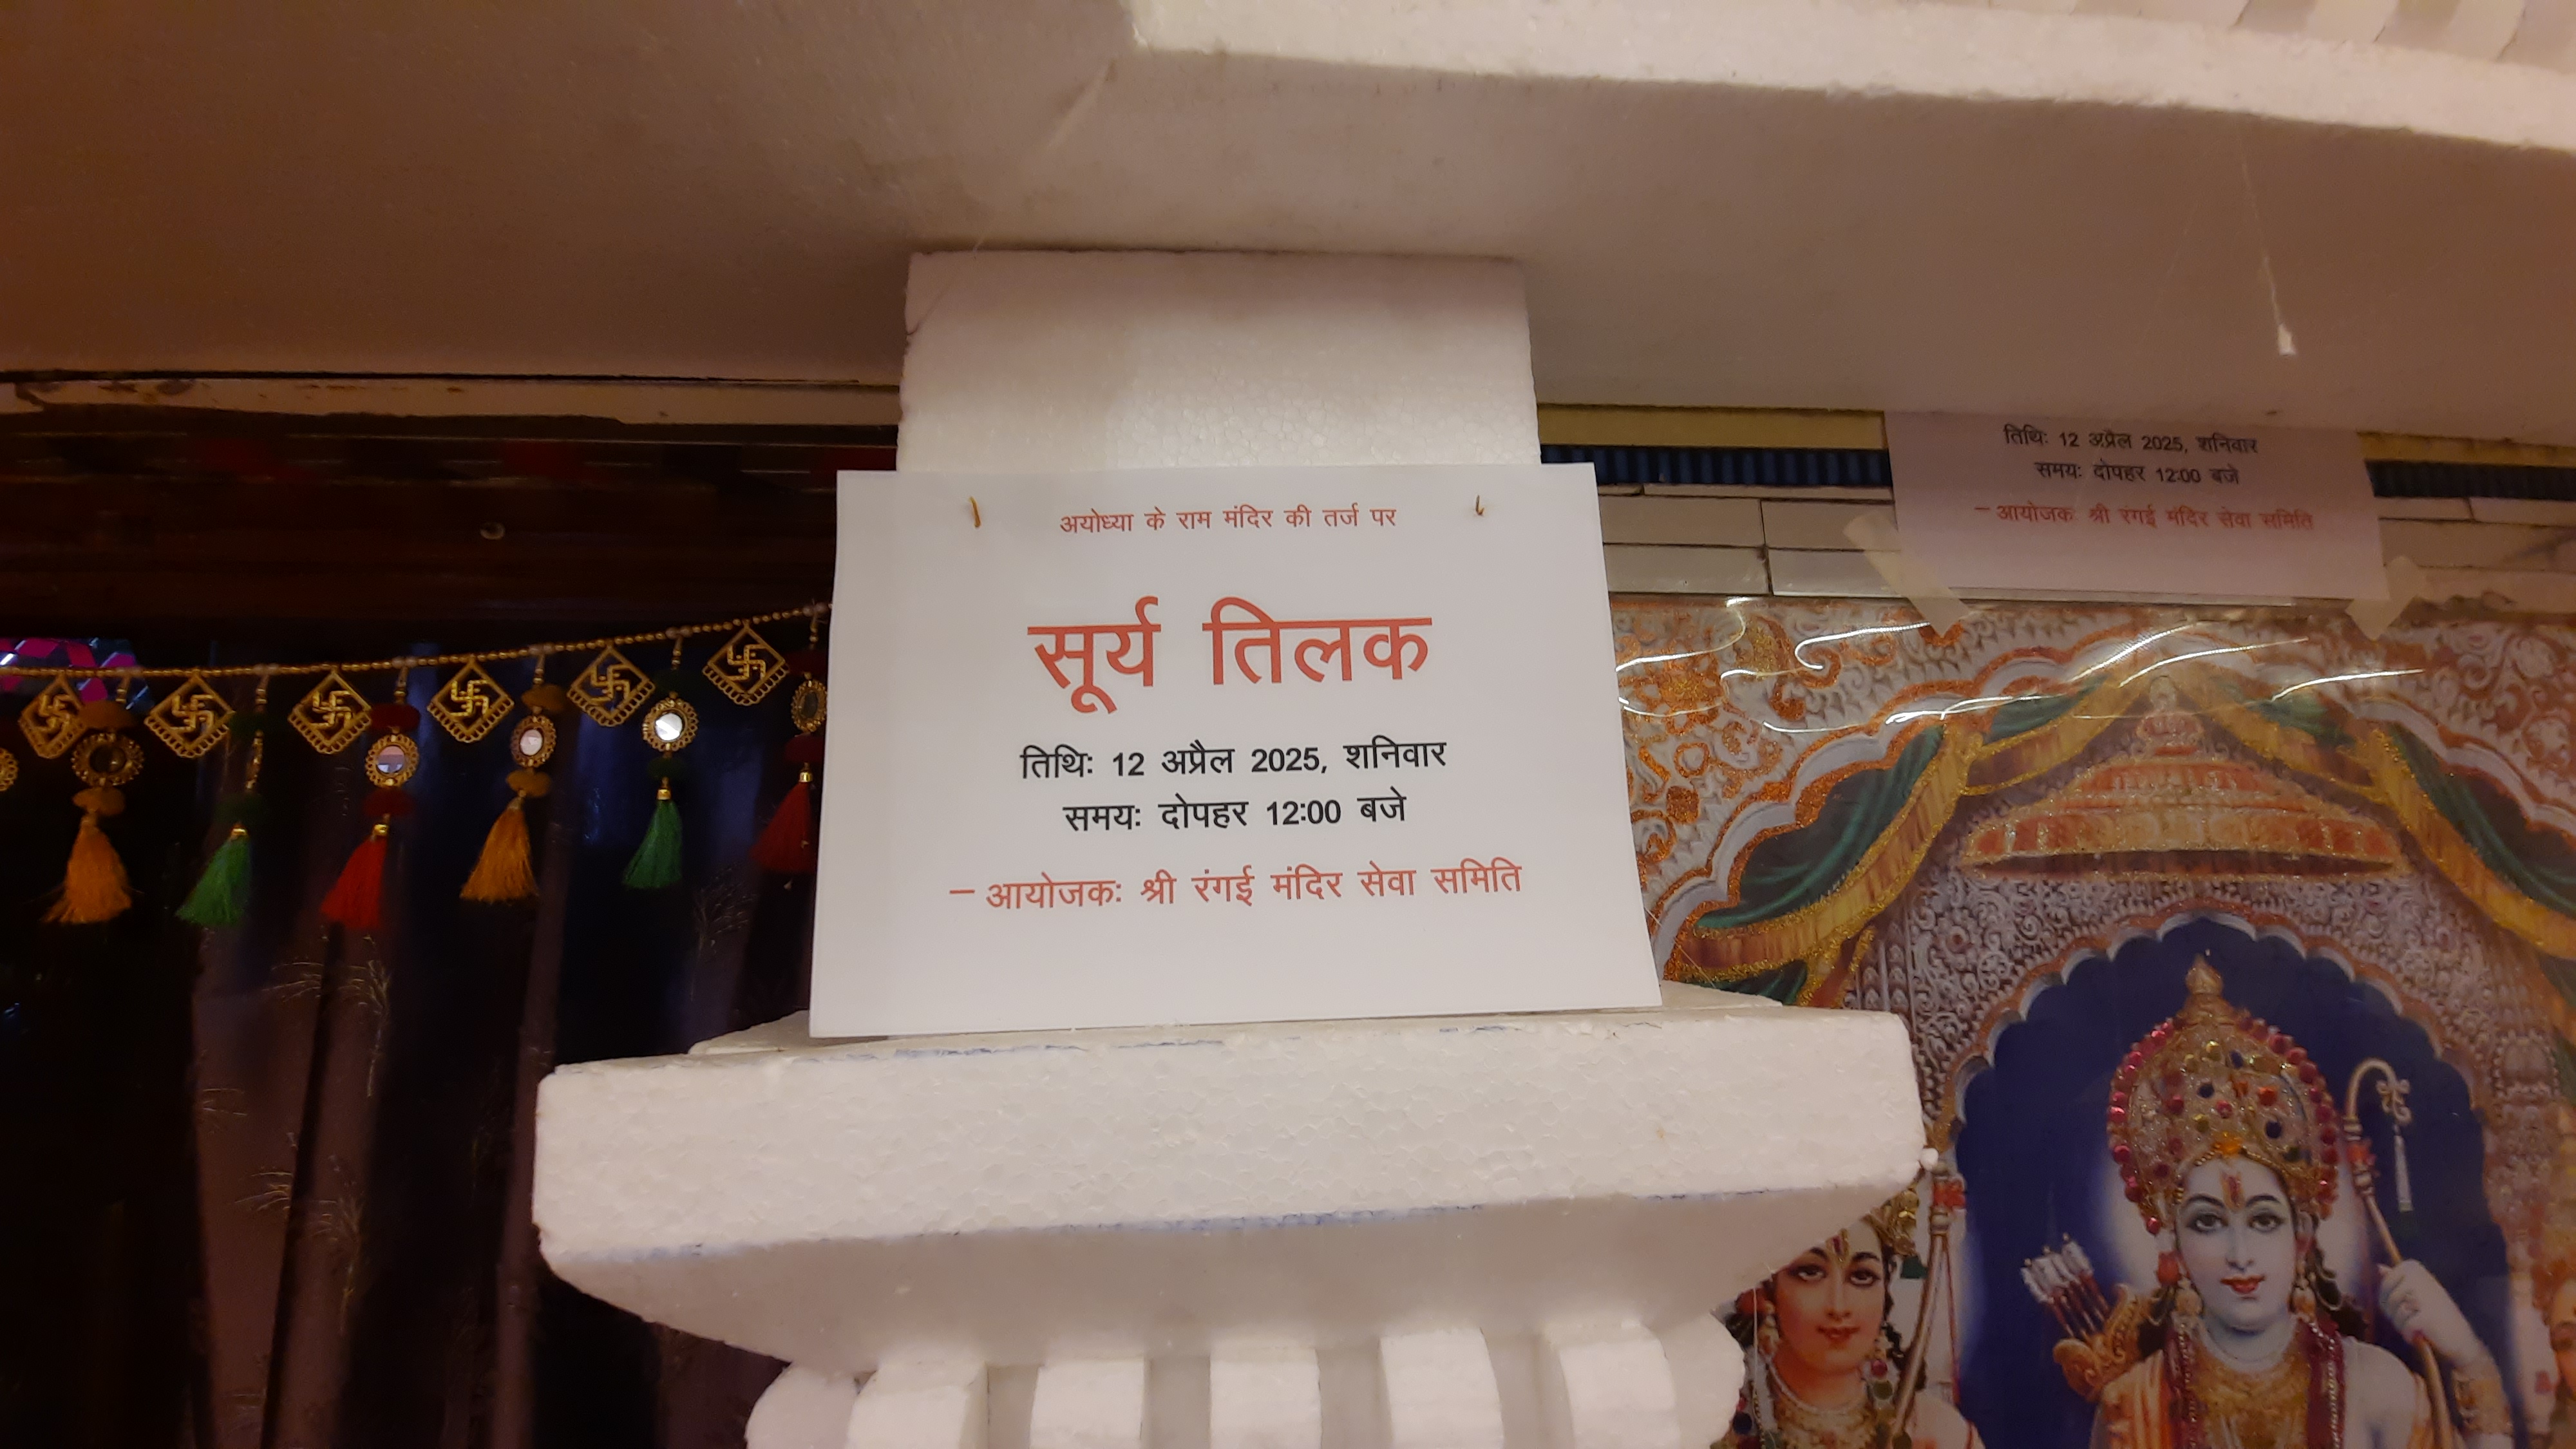 अयोध्या के राम मंदिर की तर्ज पर
सूर्य तिलक
तिथिः 12 अप्रैल 2025, शनिवार
समयः दोपहर 12:00 बजे
– आयोजकः श्री रंगई मंदिर सेवा समिति
तिथिः 12 अप्रैल 2025, शनिवार
समयः दोपहर 12:00 बजे
– आयोजकः श्री रंगई मंदिर सेवा समिति